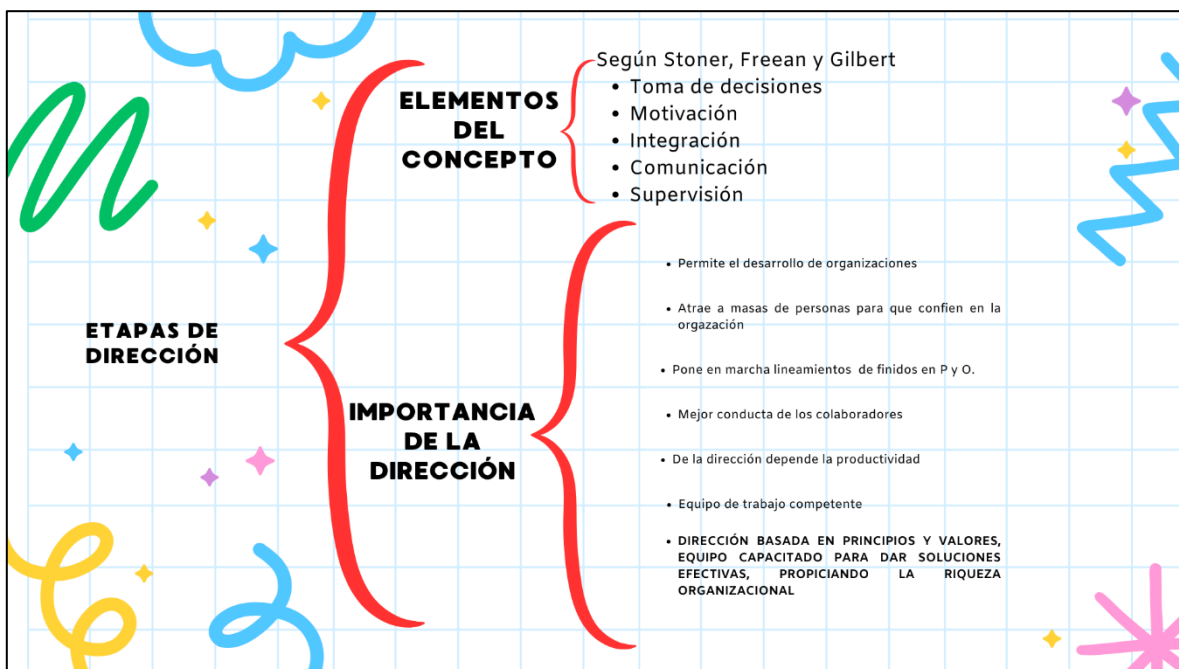 ETAPAS DE
DIRECCIÓN
ELEMENTOS
DEL
CONCEPTO
Según Stoner, Freean y Gilbert
• Toma de decisiones
• Motivación
• Integración
• Comunicación
• Supervisión
IMPORTANCIA
DE LA
DIRECCIÓN
• Permite el desarrollo de organizaciones
• Atrae a masas de personas para que confien en la
orgazación
• Pone en marcha lineamientos de finidos en P y O.
• Mejor conducta de los colaboradores
• De la dirección depende la productividad
• Equipo de trabajo competente
• DIRECCIÓN BASADA EN PRINCIPIOS Y VALORES,
EQUIPO CAPACITADO PARA DAR SOLUCIONES
EFECTIVAS, PROPICIANDO LA RIQUEZA
ORGANIZACIONAL